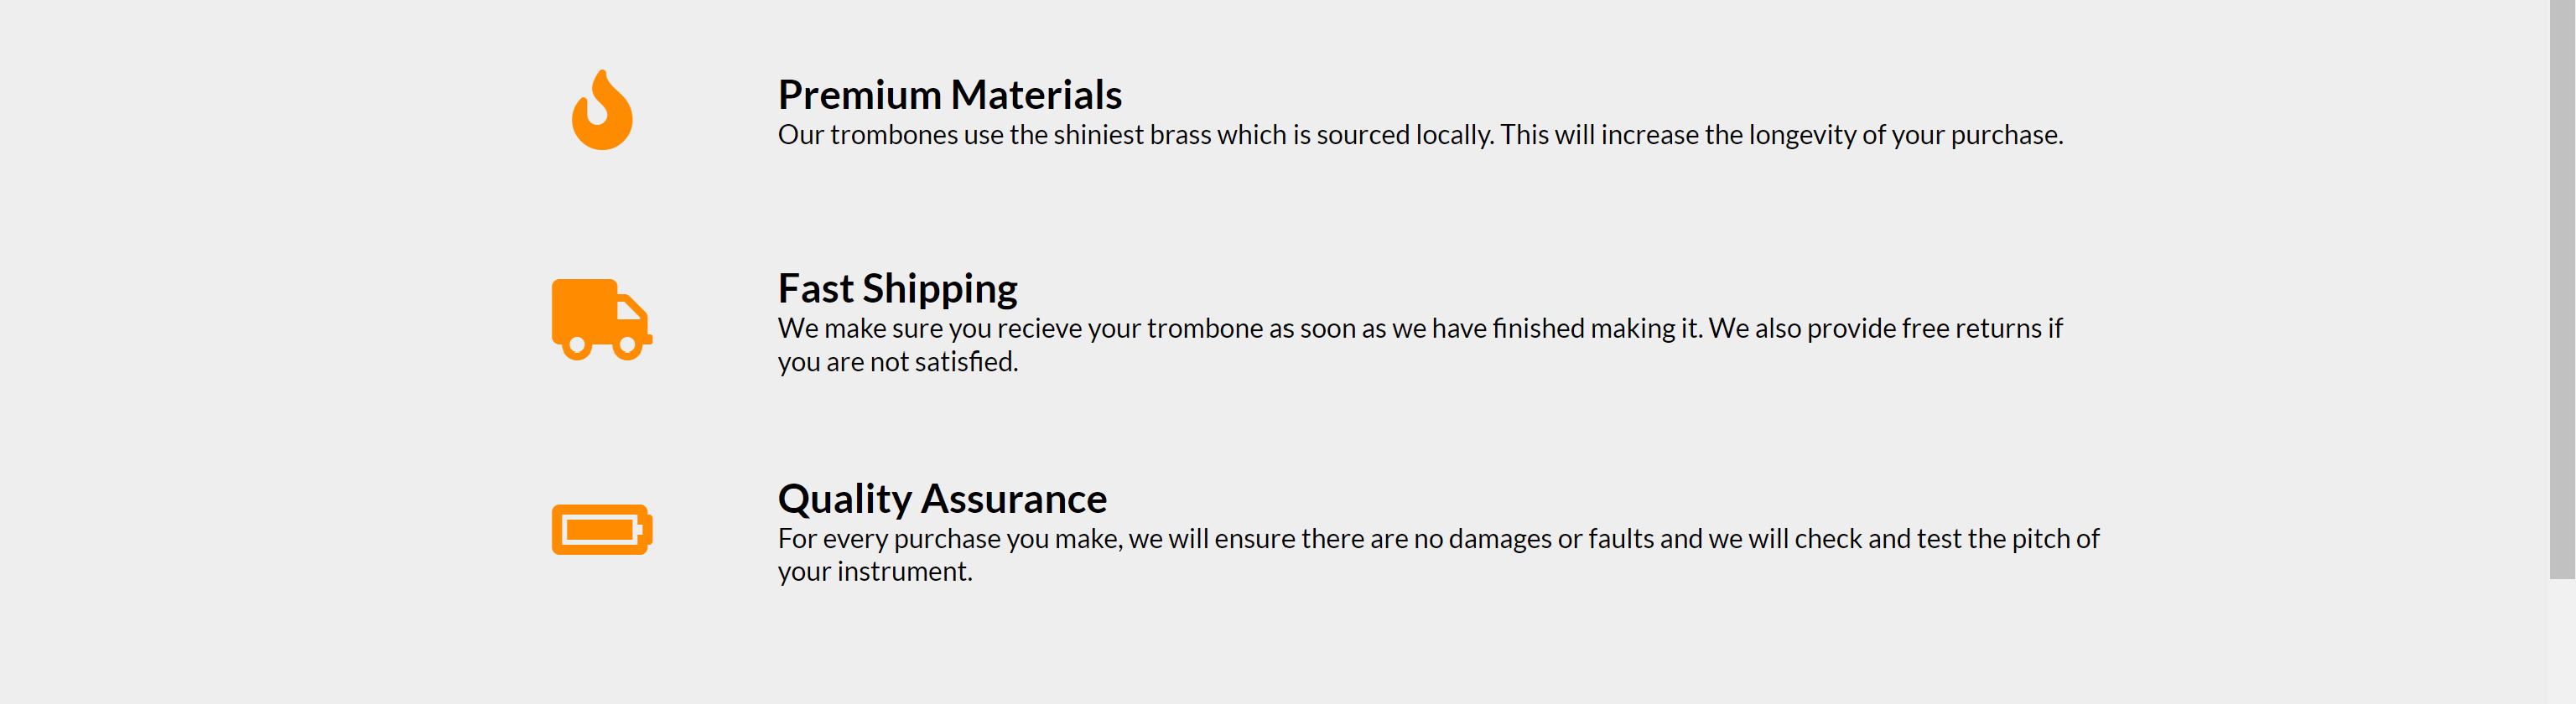 Premium Materials
Our trombones use the shiniest brass which is sourced locally. This will increase the longevity of your purchase.
Fast Shipping
We make sure you recieve your trombone as soon as we have finished making it. We also provide free returns if
you are not satisfied.
Quality Assurance
For every purchase you make, we will ensure there are no damages or faults and we will check and test the pitch of
your instrument.